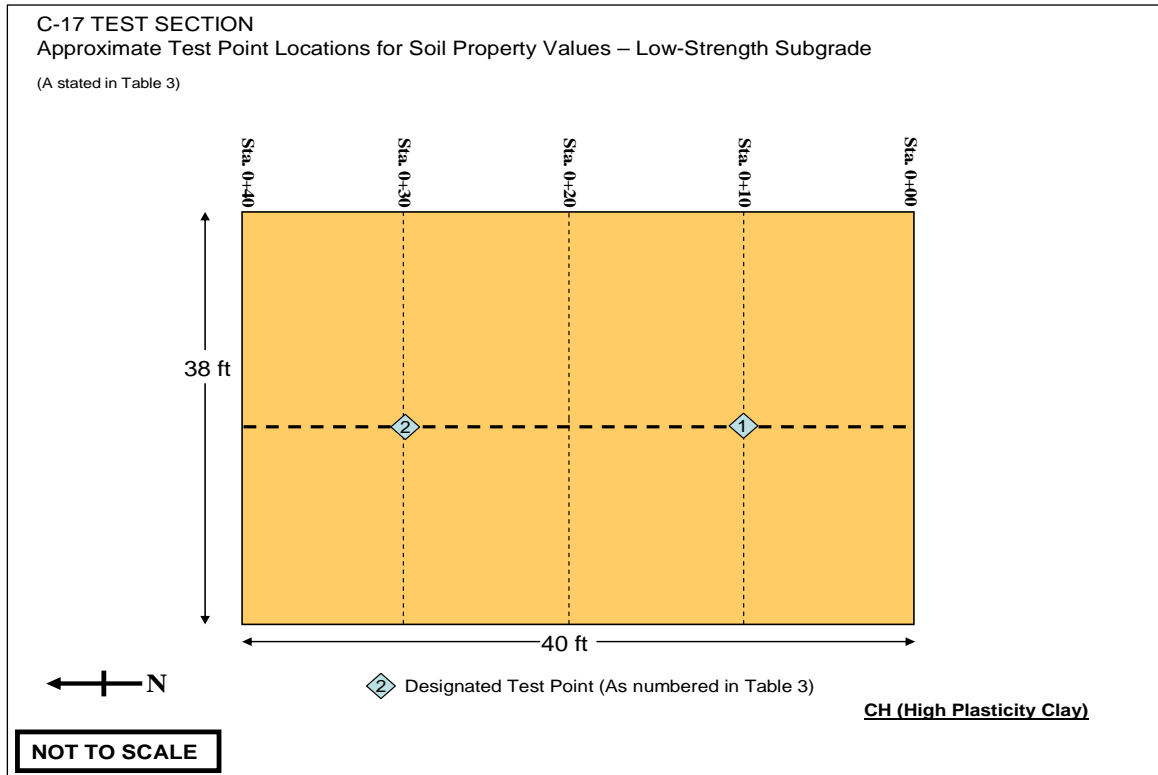 C-17 TEST SECTION
Approximate Test Point Locations for Soil Property Values – Low-Strength Subgrade
(A stated in Table 3)
Sta. 0+40
Sta. 0+30
Sta. 0+20
Sta. 0+10
Sta. 0+00
38 ft
2
1
40 ft
N
2 Designated Test Point (As numbered in Table 3)
CH (High Plasticity Clay)
NOT TO SCALE